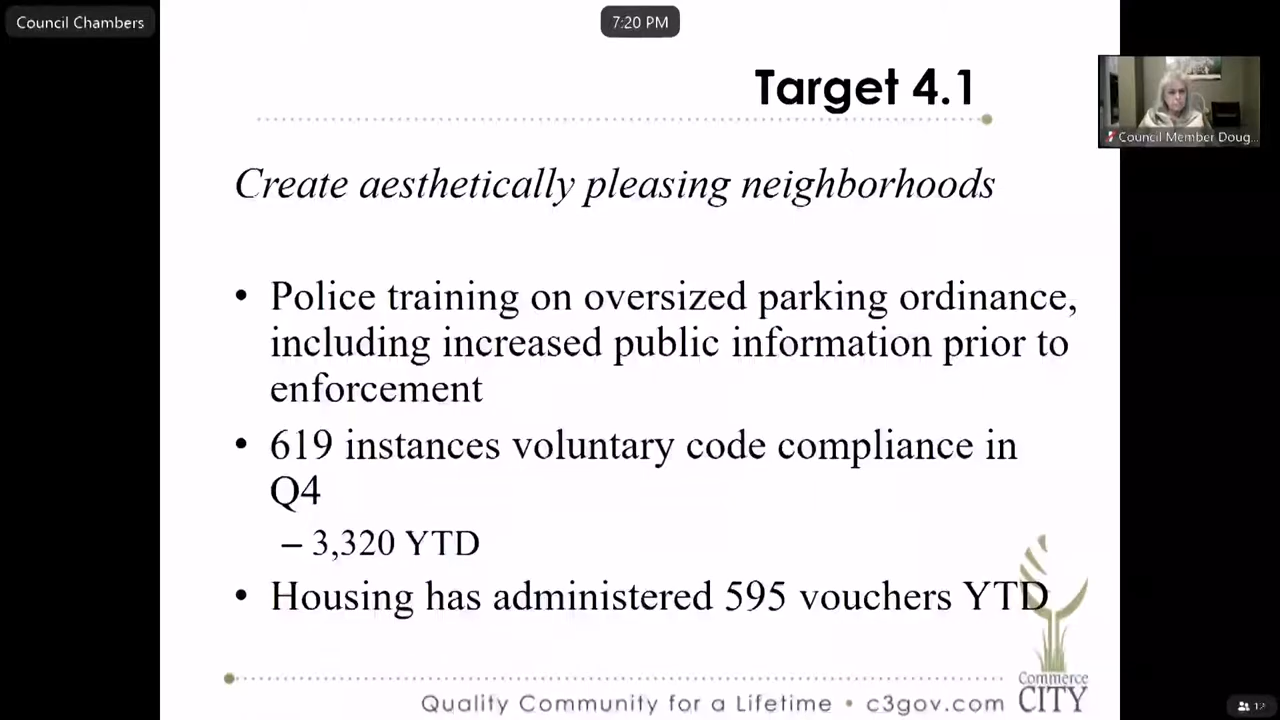 Council Chambers
7:20 PM
Target 4.1
Council Member Doug...
Create aesthetically pleasing neighborhoods
• Police training on oversized parking ordinance,
including increased public information prior to
enforcement
• 619 instances voluntary code compliance in
Q4
– 3,320 YTD
• Housing has administered 595 vouchers YTD
Quality Community for a Lifetime • c3gov.com
Commerce
CITY
12